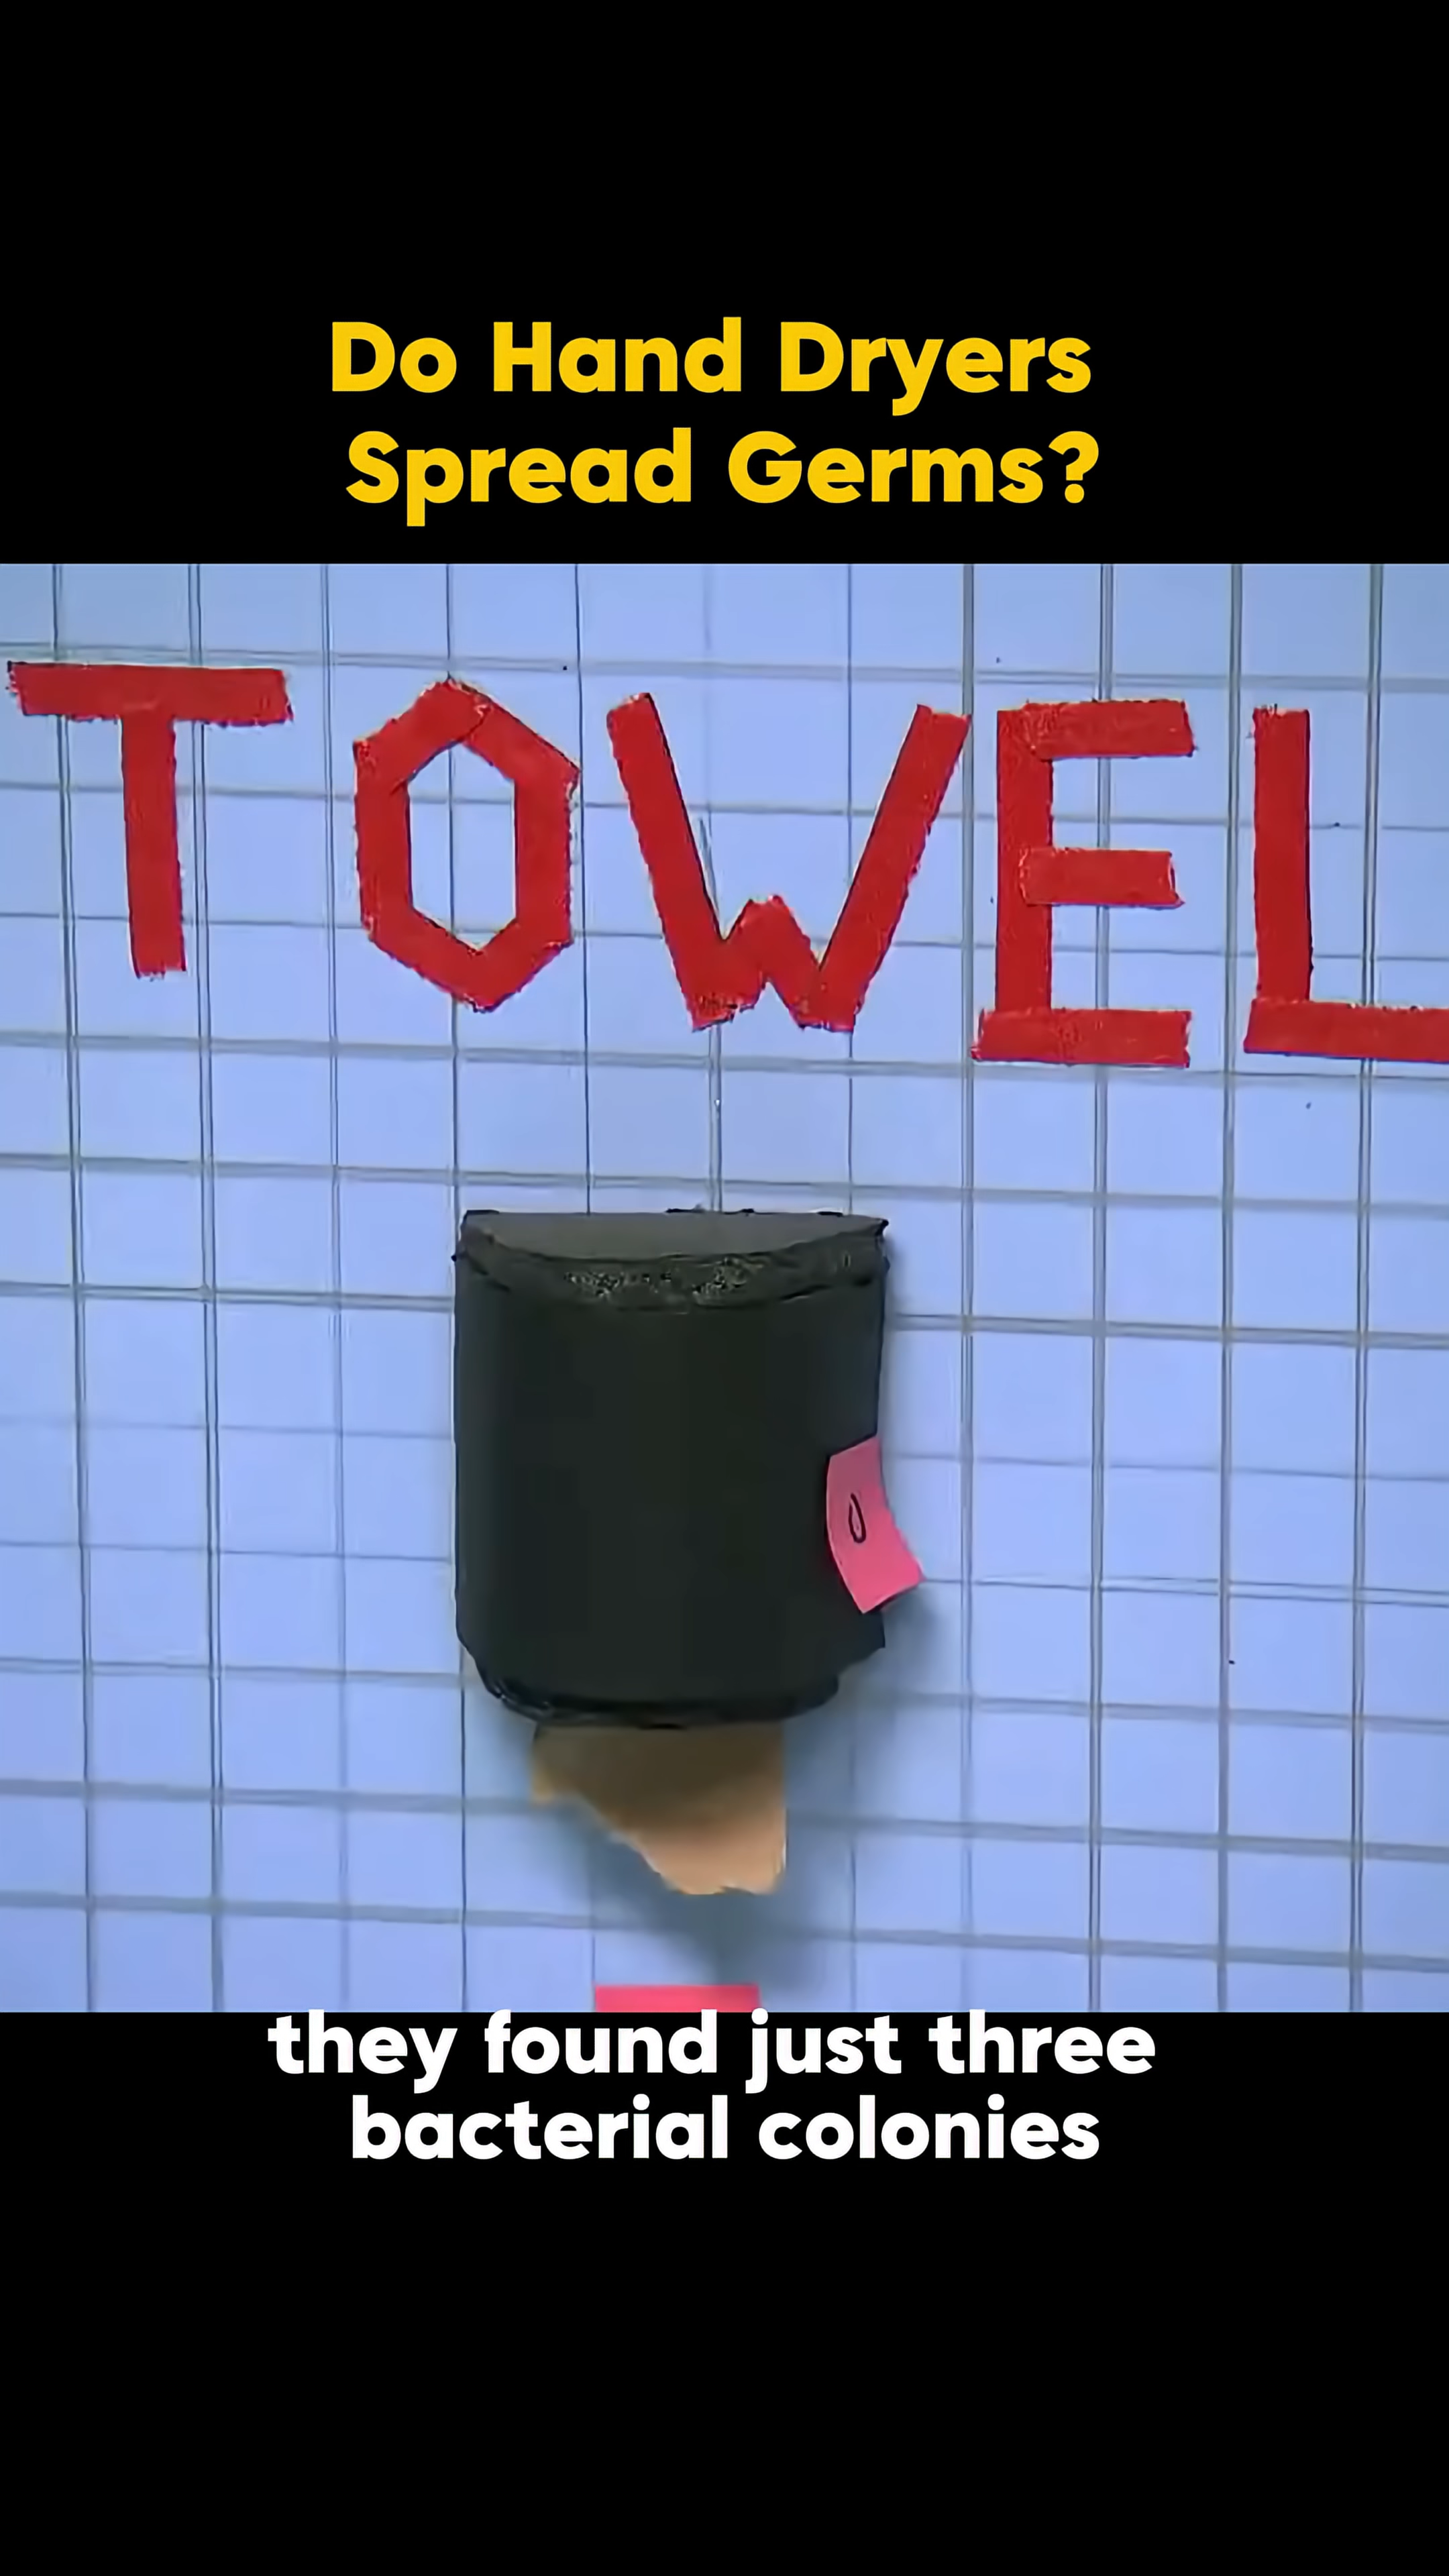 Do Hand Dryers
Spread Germs?
TOWEL
they found just three
bacterial colonies